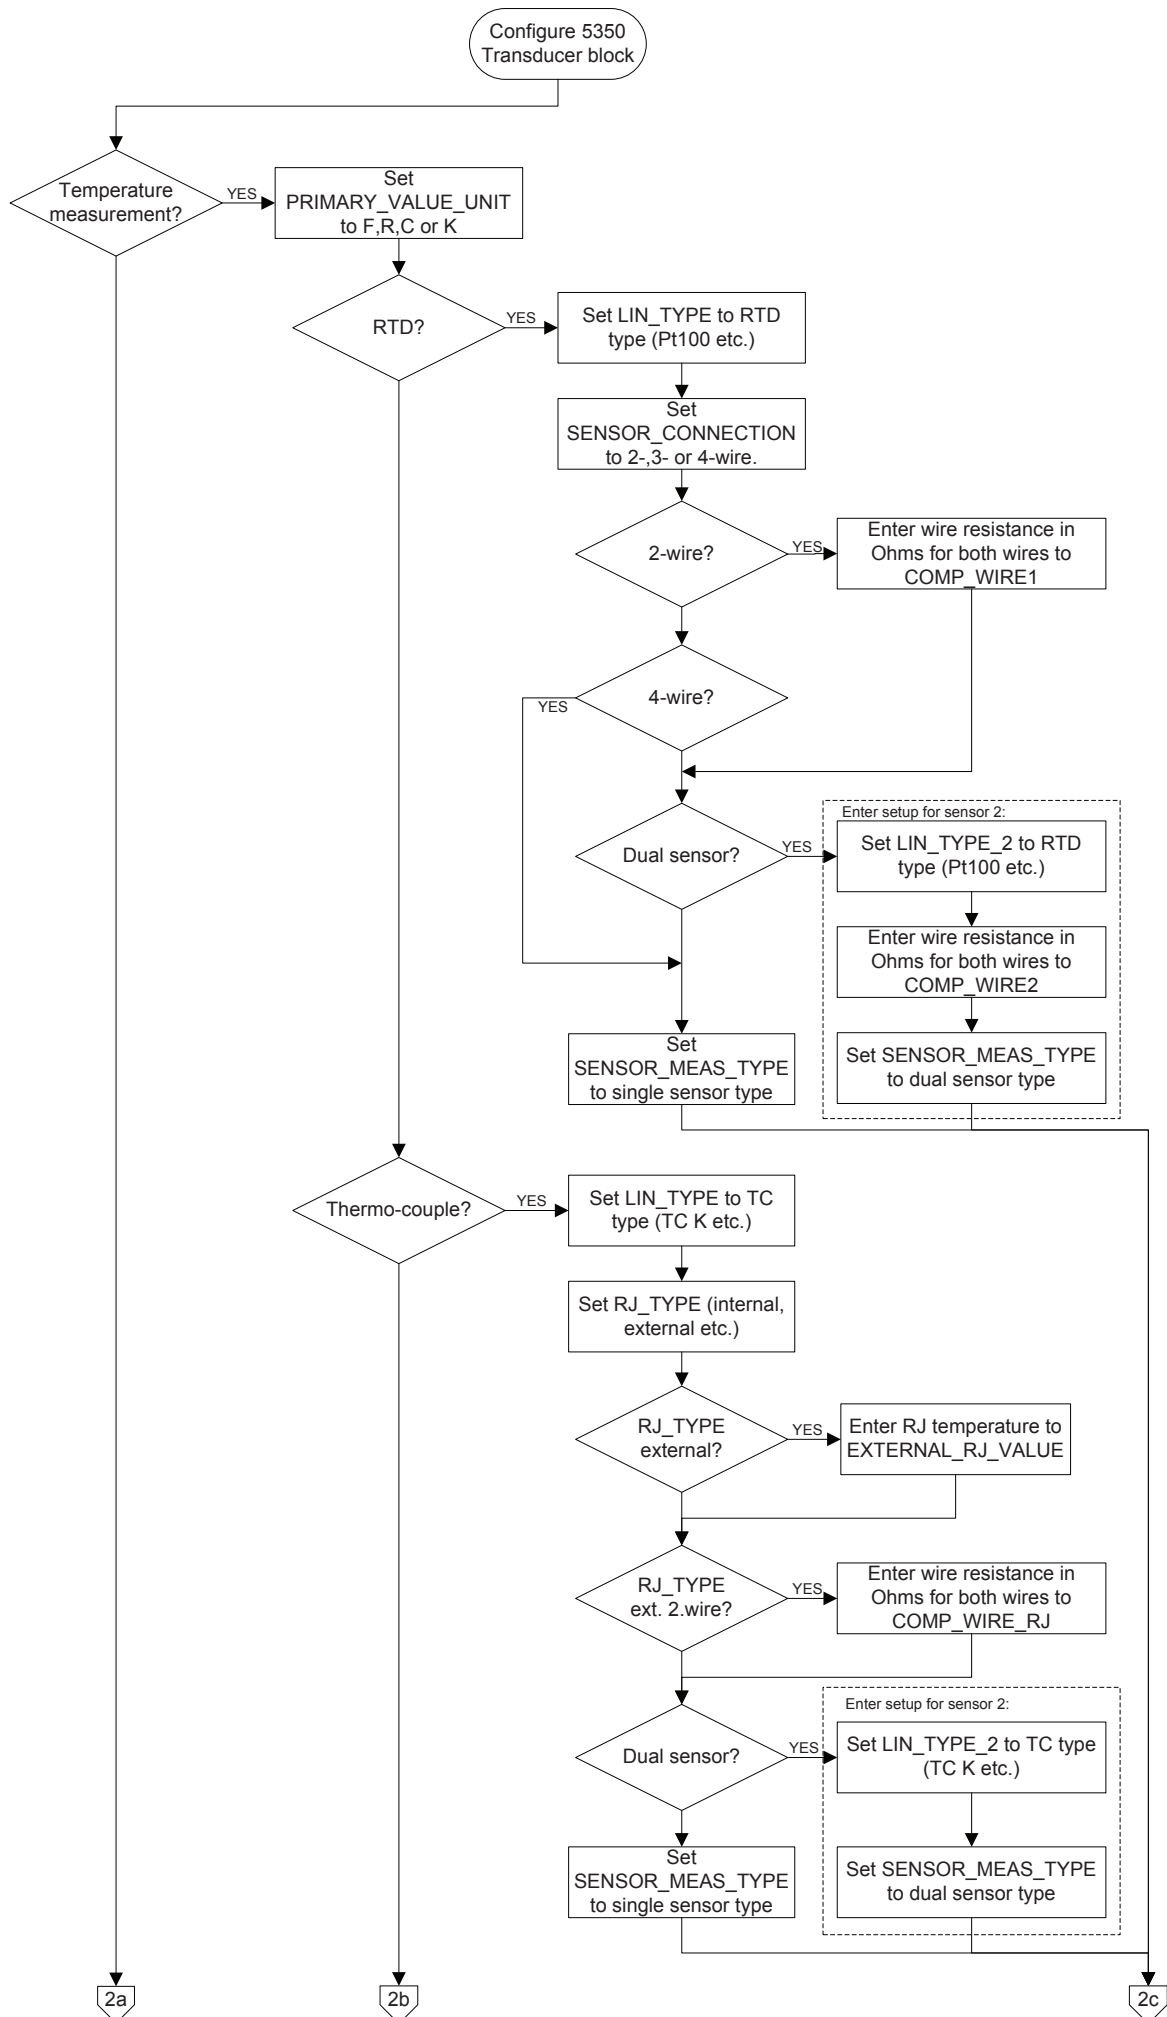 Configure 5350
Transducer block
Temperature
measurement?
YES
Set
PRIMARY_VALUE_UNIT
to F,R,C or K
RTD?
YES
Set LIN_TYPE to RTD
type (Pt100 etc.)
Set
SENSOR_CONNECTION
to 2-,3- or 4-wire.
2-wire?
YES
Enter wire resistance in
Ohms for both wires to
COMP_WIRE1
4-wire?
YES
Dual sensor?
YES
Enter setup for sensor 2:
Set LIN_TYPE_2 to RTD
type (Pt100 etc.)
Enter wire resistance in
Ohms for both wires to
COMP_WIRE2
Set SENSOR_MEAS_TYPE
to dual sensor type
Set
SENSOR_MEAS_TYPE
to single sensor type
Thermo-couple?
YES
Set LIN_TYPE to TC
type (TC K etc.)
Set RJ_TYPE (internal,
external etc.)
RJ_TYPE
external?
YES
Enter RJ temperature to
EXTERNAL_RJ_VALUE
RJ_TYPE
ext. 2.wire?
YES
Enter wire resistance in
Ohms for both wires to
COMP_WIRE_RJ
Dual sensor?
YES
Enter setup for sensor 2:
Set LIN_TYPE_2 to TC type
(TC K etc.)
Set SENSOR_MEAS_TYPE
to dual sensor type
Set
SENSOR_MEAS_TYPE
to single sensor type
2a
2b
2c